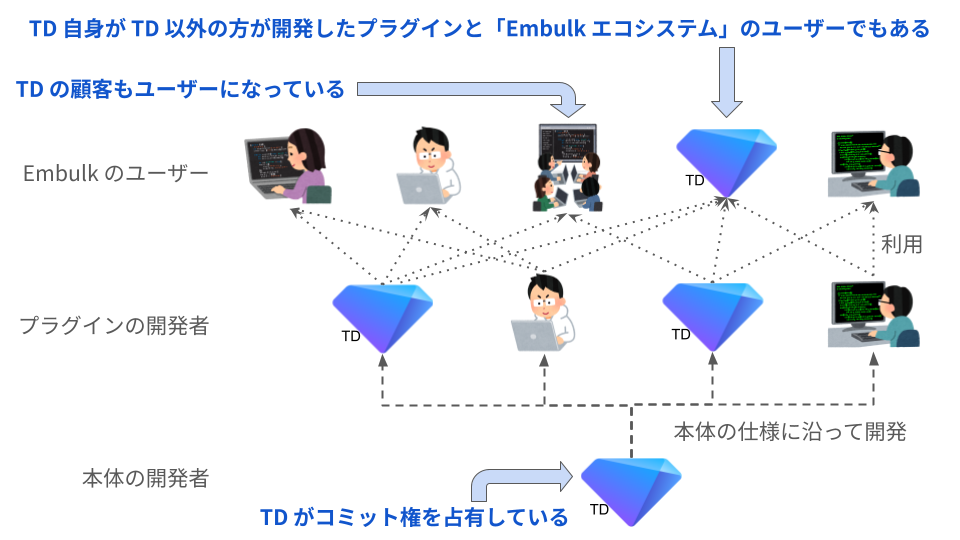 TD 自身が TD 以外の方が開発したプラグインと「Embulk エコシステム」のユーザーでもある
TD の顧客もユーザーになっている
Embulk のユーザー
TD
利用
プラグインの開発者
TD
TD
本体の仕様に沿って開発
本体の開発者
TD
TD がコミット権を占有している